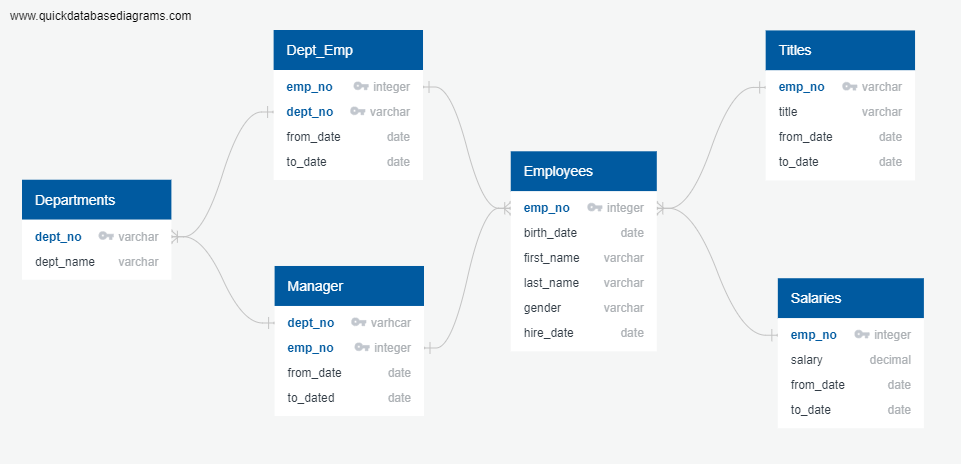 www.quickdatabasediagrams.com
Dept_Emp
emp_no integer
dept_no varchar
from_date date
to_date date
Titles
emp_no varchar
title varchar
from_date date
to_date date
Employees
emp_no integer
birth_date date
first_name varchar
last_name varchar
gender varchar
hire_date date
Departments
dept_no varchar
dept_name varchar
Manager
dept_no varhcar
emp_no integer
from_date date
to_dated date
Salaries
emp_no integer
salary decimal
from_date date
to_date date